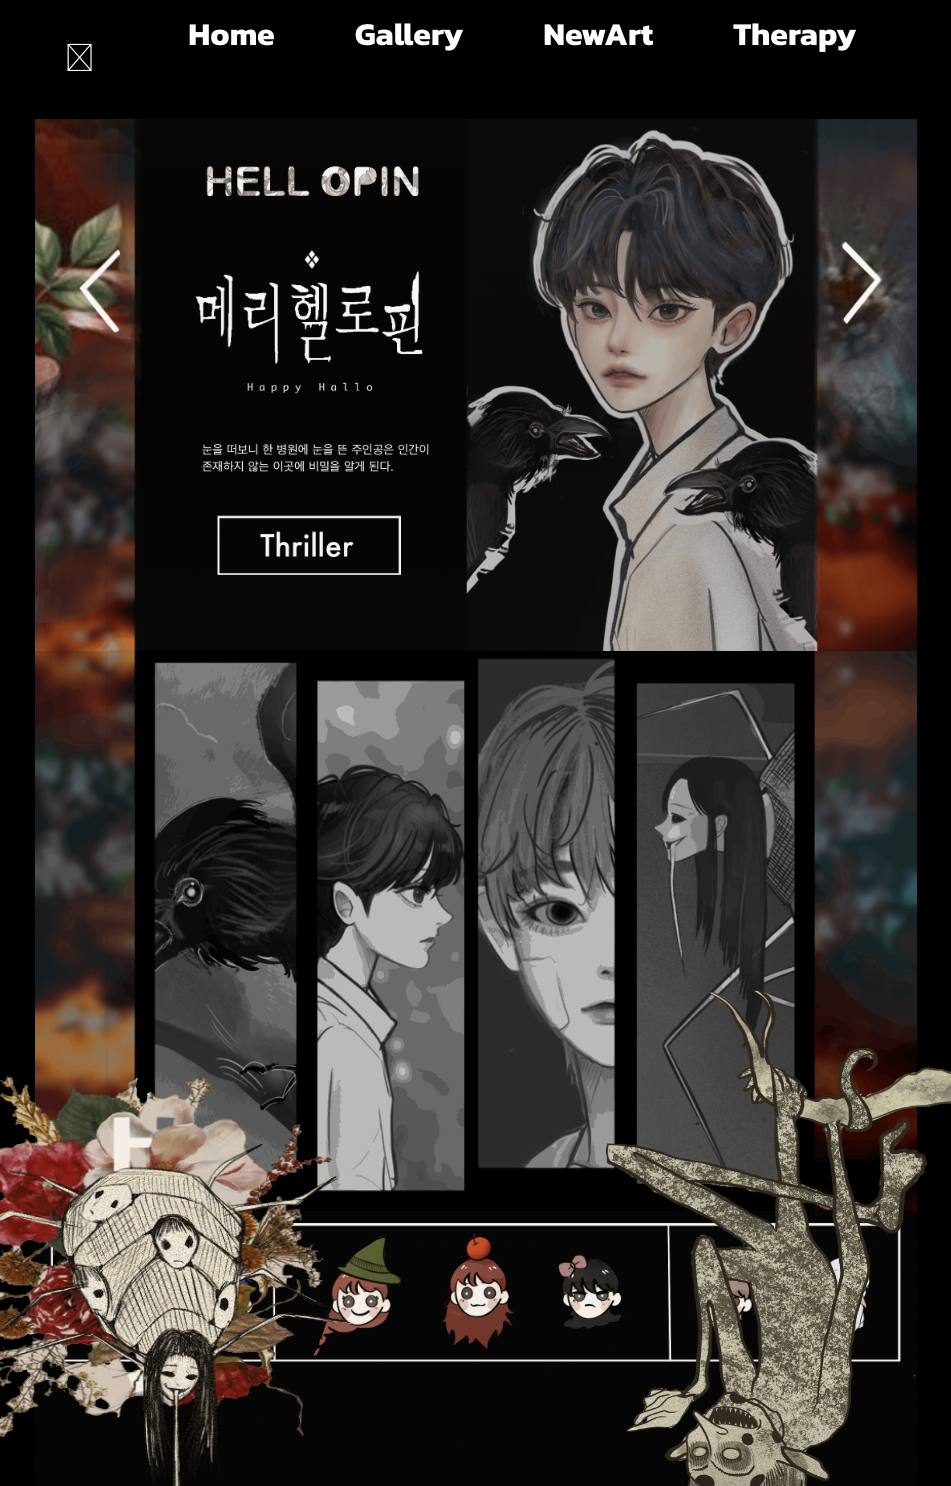 Home Gallery NewArt Therapy
HELL OPIN
메리헬로핀
Happy Hallo
눈을 떠보니 한 병원에 눈을 뜬 주인공은 인간이
존재하지 않는 이곳에 비밀을 알게 된다.
Thriller
H